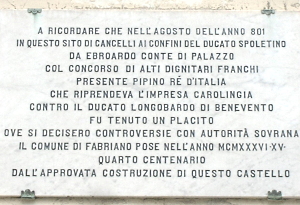 A RICORDARE CHE NELL'AGOSTO DELL'ANNO 801
IN QUESTO SITO DI CANCELLI AI CONFINI DEL DUCATO SPOLETINO
DA EBROARDO CONTE DI PALAZZO
COL CONCORSO DI ALTI DIGNITARI FRANCHI
PRESENTE PIPINO RÉ D'ITALIA
CHE RIPRENDEVA L'IMPRESA CAROLINGIA
CONTRO IL DUCATO LONGOBARDO DI BENEVENTO
FU TENUTO UN PLACITO
OVE SI DECISERO CONTROVERSIE CON AUTORITÀ SOVRANA
IL COMUNE DI FABRIANO POSE NELL'ANNO MCMXXXVI·XV·
QUARTO CENTENARIO
DALL'APPROVATA COSTRUZIONE DI QUESTO CASTELLO